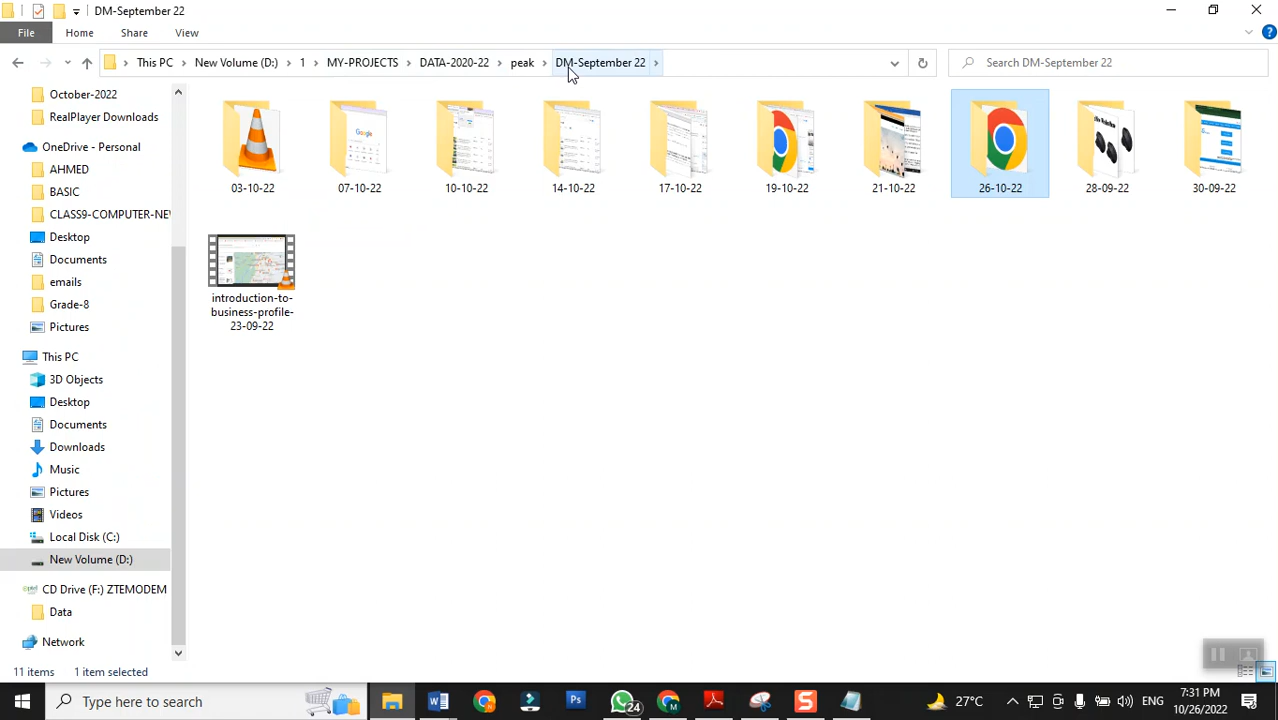 DM-September 22
File Home Share View
This PC New Volume (D:) 1 MY-PROJECTS DATA-2020-22 peak DM-September 22 Search DM-September 22
October-2022
RealPlayer Downloads
OneDrive - Personal
AHMED
BASIC
CLASS9-COMPUTER-NEW
Desktop
Documents
emails
Grade-8
Pictures
This PC
3D Objects
Desktop
Documents
Downloads
Music
Pictures
Videos
Local Disk (C:)
New Volume (D:)
CD Drive (F:) ZTEMODEM
Data
Network
03-10-22 07-10-22 10-10-22 14-10-22 17-10-22 19-10-22 21-10-22 26-10-22 28-09-22 30-09-22
Google
introduction-to-
business-profile-
23-09-22
11 items 1 item selected
Type here to search
W
Ps
24
S
27°C
ENG
7:31 PM
10/26/2022